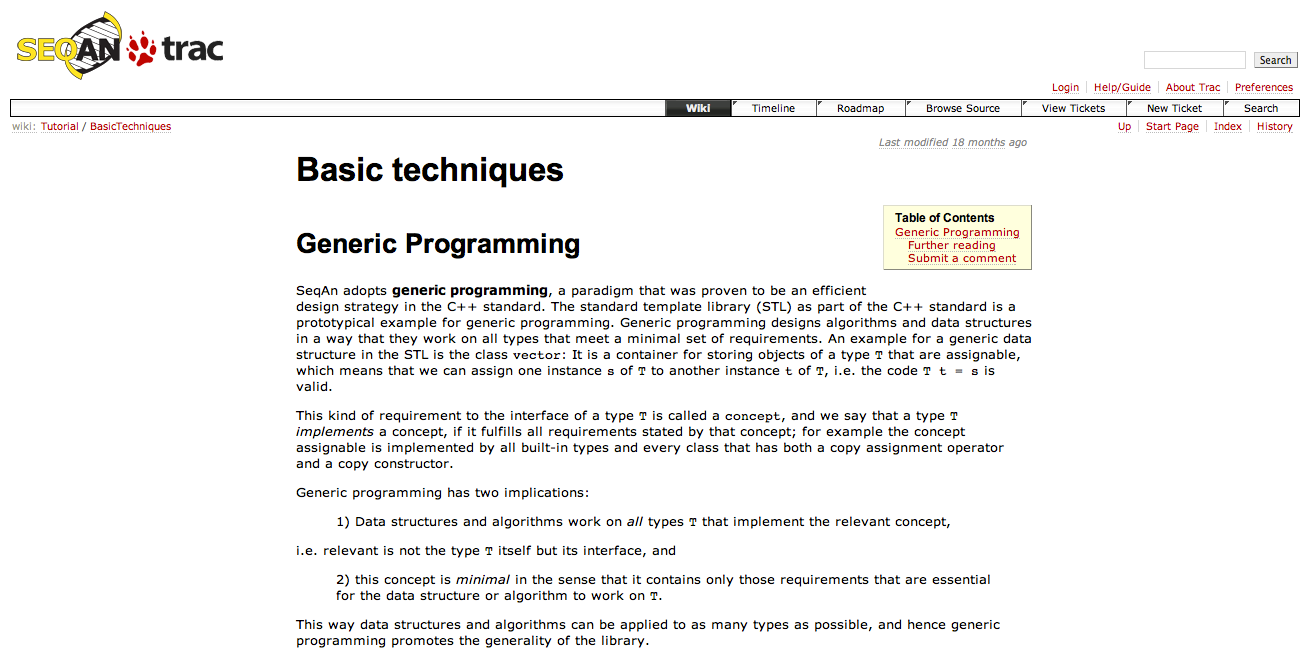 SEQAN trac
Search
Login Help/Guide About Trac Preferences
Wiki Timeline Roadmap Browse Source View Tickets New Ticket Search
wiki: Tutorial / BasicTechniques
Up Start Page Index History
Last modified 18 months ago
Basic techniques
Table of Contents
Generic Programming
Further reading
Submit a comment
Generic Programming
SeqAn adopts generic programming, a paradigm that was proven to be an efficient
design strategy in the C++ standard. The standard template library (STL) as part of the C++ standard is a
prototypical example for generic programming. Generic programming designs algorithms and data structures
in a way that they work on all types that meet a minimal set of requirements. An example for a generic data
structure in the STL is the class vector: It is a container for storing objects of a type T that are assignable,
which means that we can assign one instance s of T to another instance t of T, i.e. the code T t = s is
valid.
This kind of requirement to the interface of a type T is called a concept, and we say that a type T
implements a concept, if it fulfills all requirements stated by that concept; for example the concept
assignable is implemented by all built-in types and every class that has both a copy assignment operator
and a copy constructor.
Generic programming has two implications:
1) Data structures and algorithms work on all types T that implement the relevant concept,
i.e. relevant is not the type T itself but its interface, and
2) this concept is minimal in the sense that it contains only those requirements that are essential
for the data structure or algorithm to work on T.
This way data structures and algorithms can be applied to as many types as possible, and hence generic
programming promotes the generality of the library.